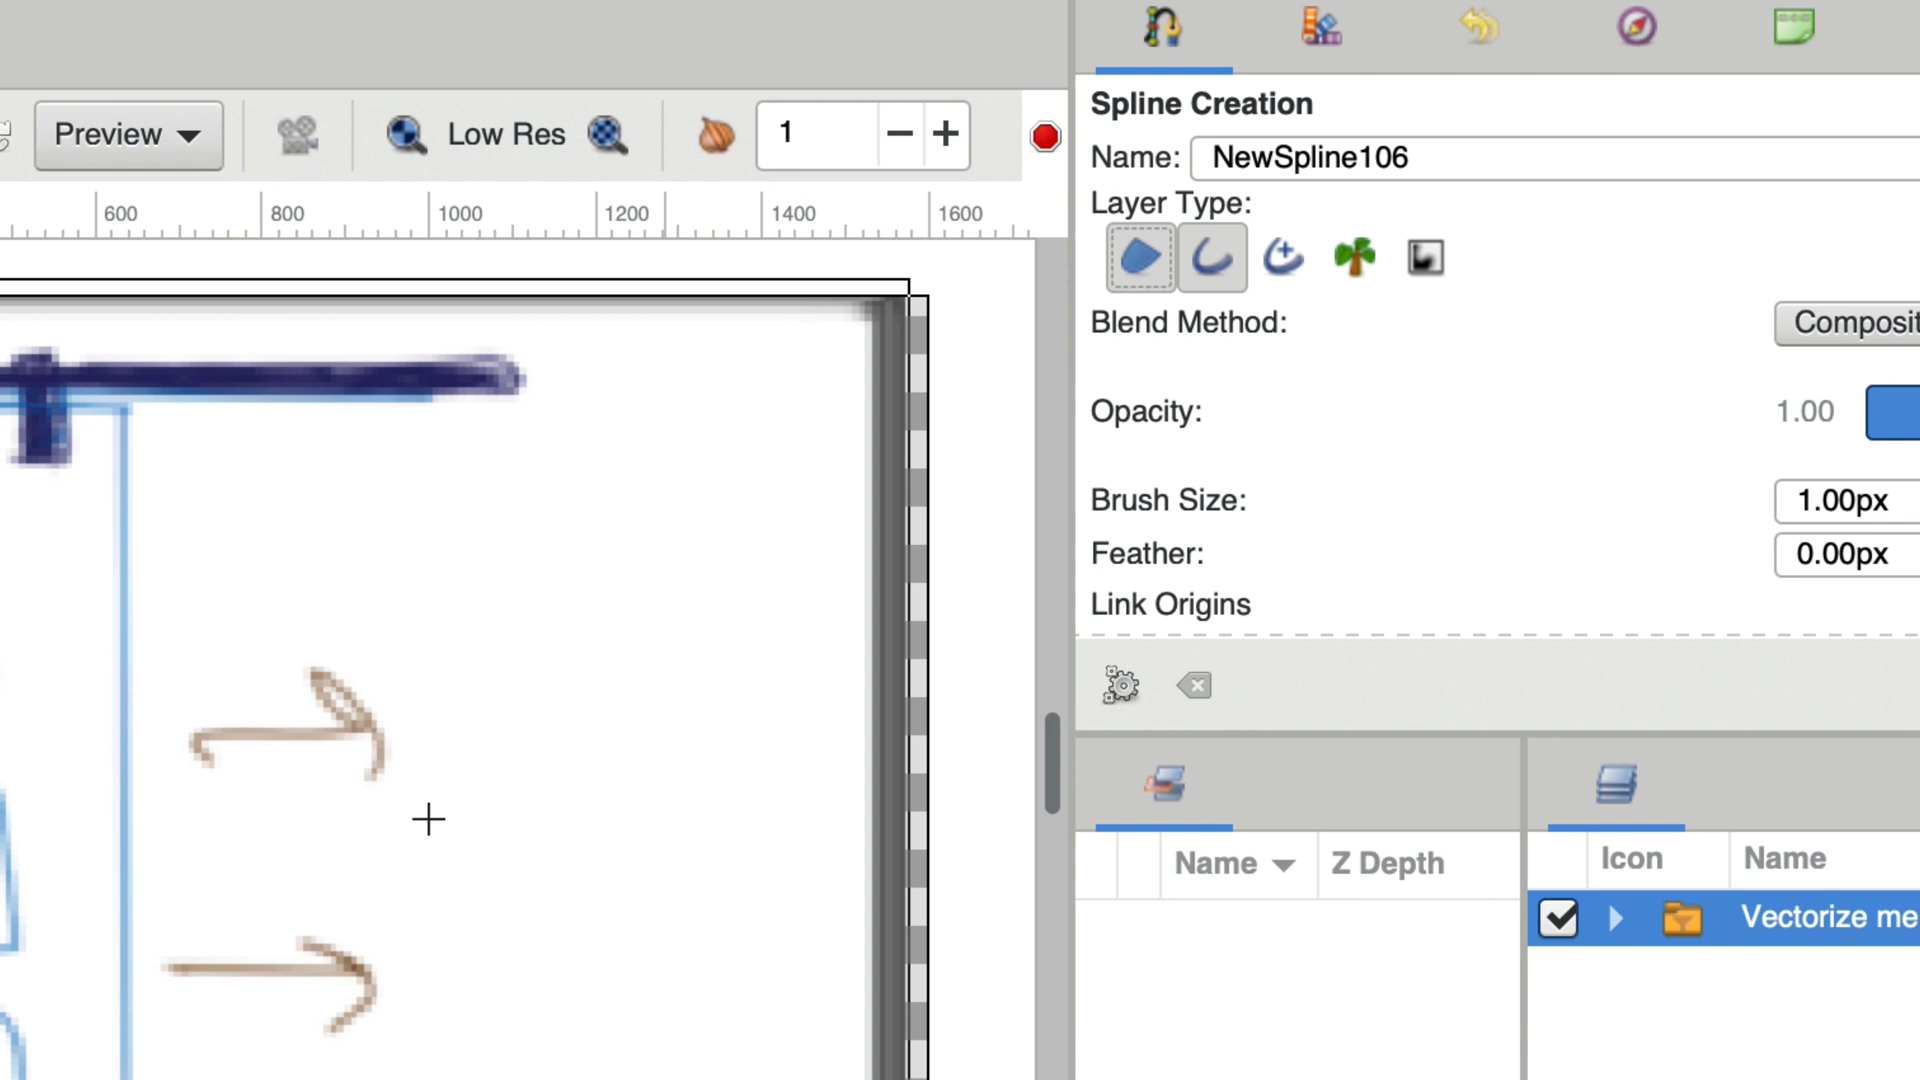 Preview
Low Res
1
600 800 1000 1200 1400 1600
Spline Creation
Name: NewSpline106
Layer Type:
Blend Method: Composit
Opacity: 1.00
Brush Size: 1.00px
Feather: 0.00px
Link Origins
Name Z Depth
Icon Name
Vectorize me